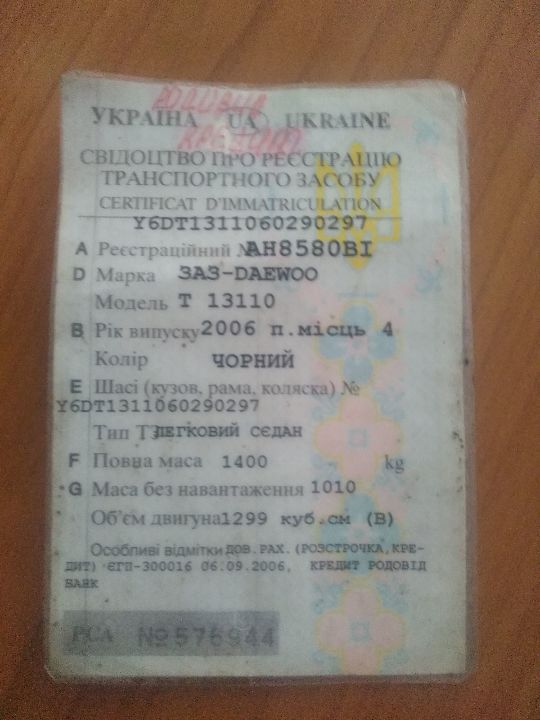 УКРАЇНА UA UKRAINE
СВІДОЦТВО ПРО РЕЄСТРАЦІЮ
ТРАНСПОРТНОГО ЗАСОБУ
CERTIFICAT D'IMMATRICULATION
Y6DT1311060290297
A Реєстраційний № АН8580ВІ
D Марка ЗАЗ-DAEWOO
Модель Т 13110
B Рік випуску 2006 п.місць 4
Колір ЧОРНИЙ
E Шасі (кузов, рама, коляска) №
Y6DT1311060290297
Тип ТЗ ЛЕГКОВИЙ СЄДАН
F Повна маса 1400 kg
G Маса без навантаження 1010
Об'єм двигуна 1299 куб.см (В)
Особливі відмітки ДОВ.РАХ.(РОЗСТРОЧКА,КРЕ-
ДИТ) 06.09.2006, КРЕДИТ РОДОВІД
БАНК
РСА №576944